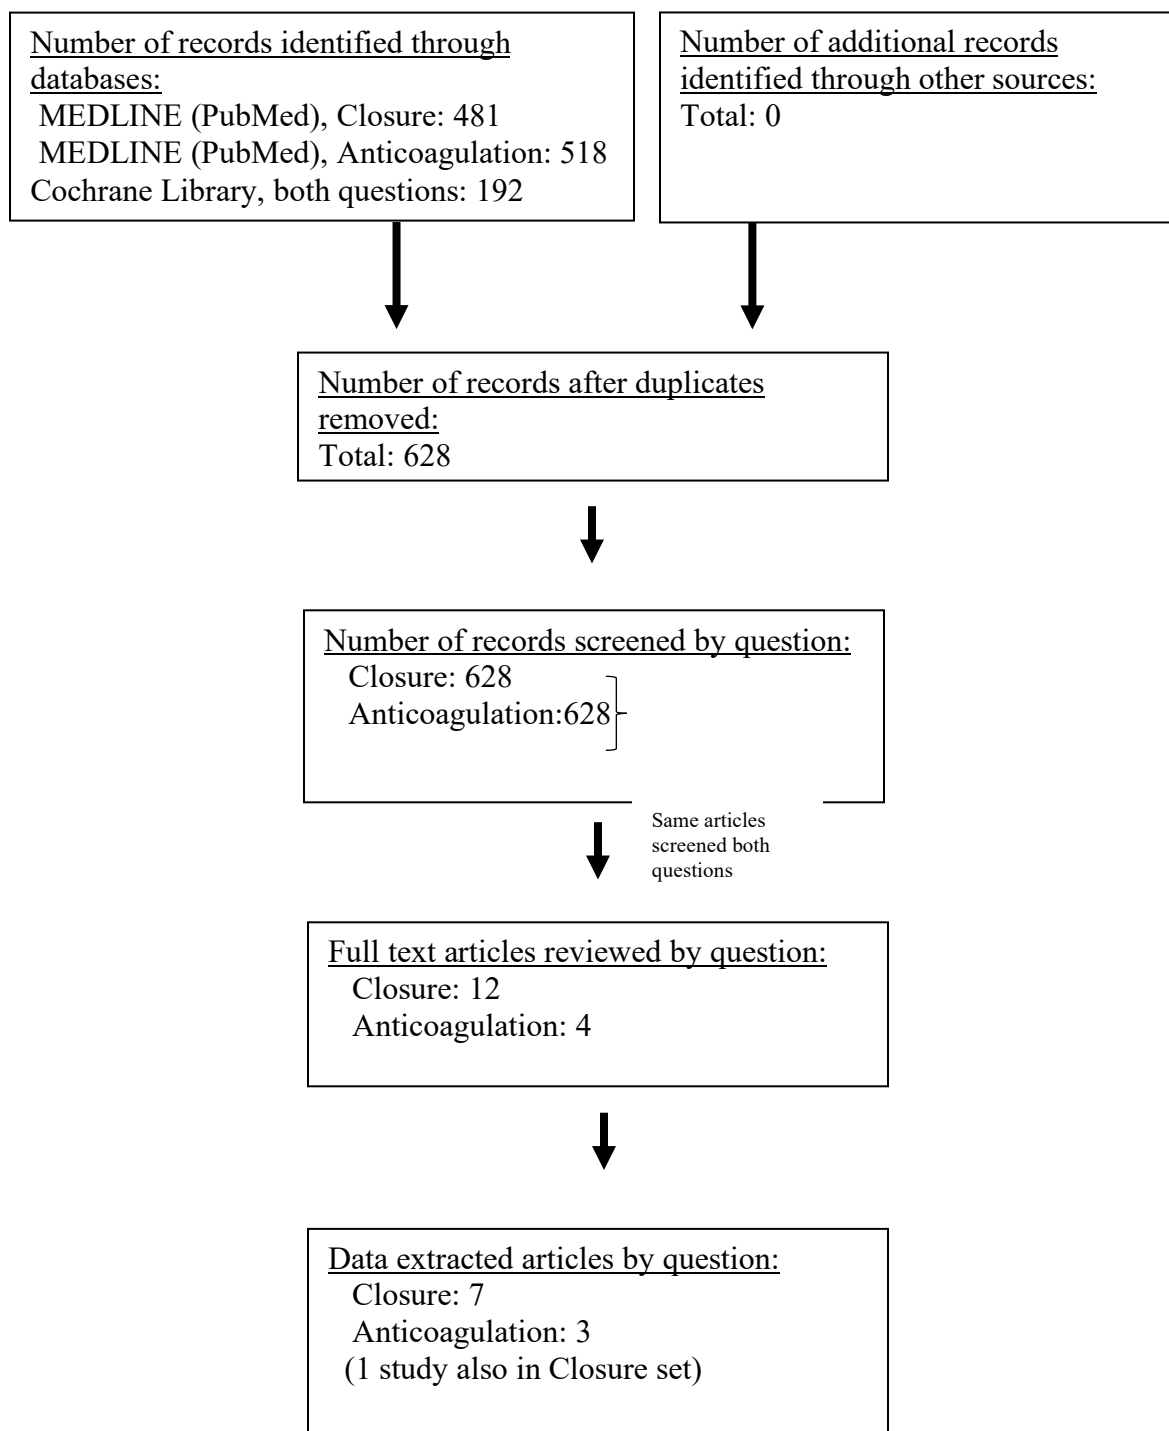 Number of records identified through
databases:
MEDLINE (PubMed), Closure: 481
MEDLINE (PubMed), Anticoagulation: 518
Cochrane Library, both questions: 192
Number of additional records
identified through other sources:
Total: 0
Number of records after duplicates
removed:
Total: 628
Number of records screened by question:
Closure: 628
Anticoagulation:628
Same articles
screened both
questions
Full text articles reviewed by question:
Closure: 12
Anticoagulation: 4
Data extracted articles by question:
Closure: 7
Anticoagulation: 3
(1 study also in Closure set)